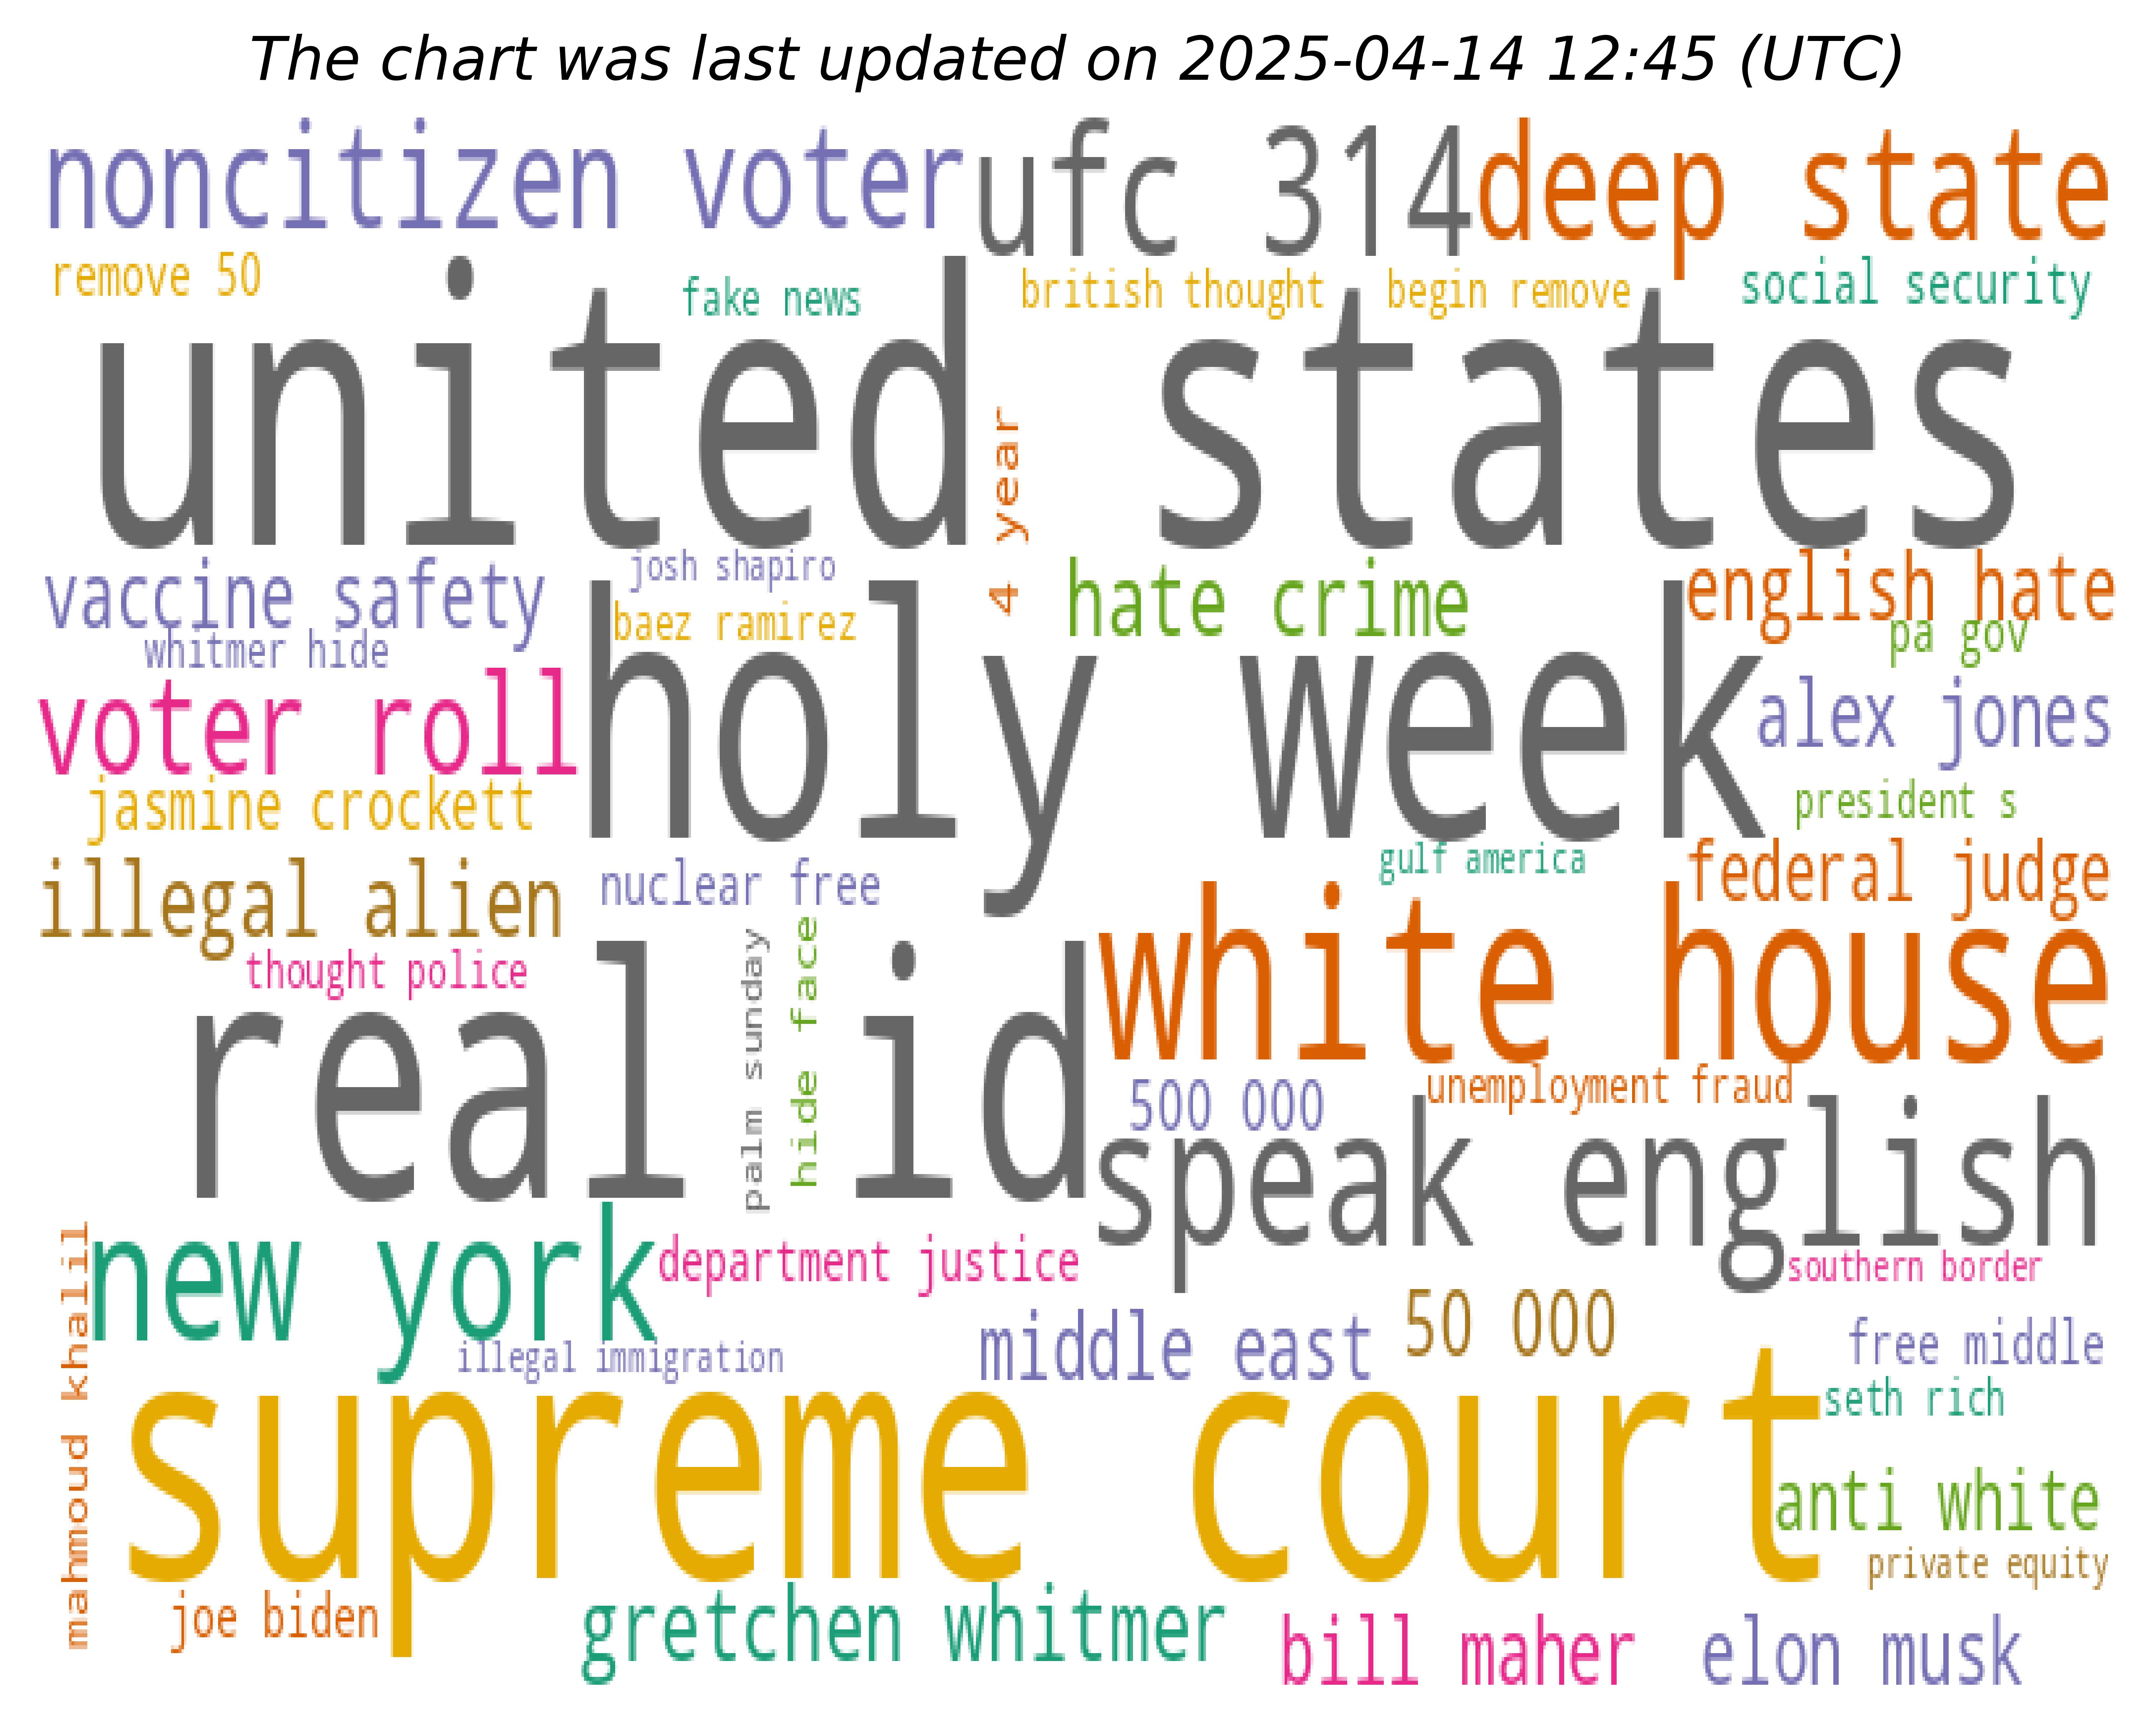 The chart was last updated on 2025-04-14 12:45 (UTC)
noncitizen voter
ufc 314
deep state
remove 50
fake news
british thought
begin remove
social security
united states
4 year
vaccine safety
josh shapiro
hate crime
english hate
whitmer hide
baez ramirez
pa gov
holy week
voter roll
alex jones
jasmine crockett
president s
illegal alien
nuclear free
gulf america
federal judge
thought police
white house
real id
palm sunday
hide face
500 000
unemployment fraud
speak english
new york
department justice
southern border
mahmoud khalil
illegal immigration
middle east
50 000
free middle
seth rich
supreme court
anti white
private equity
joe biden
gretchen whitmer
bill maher
elon musk